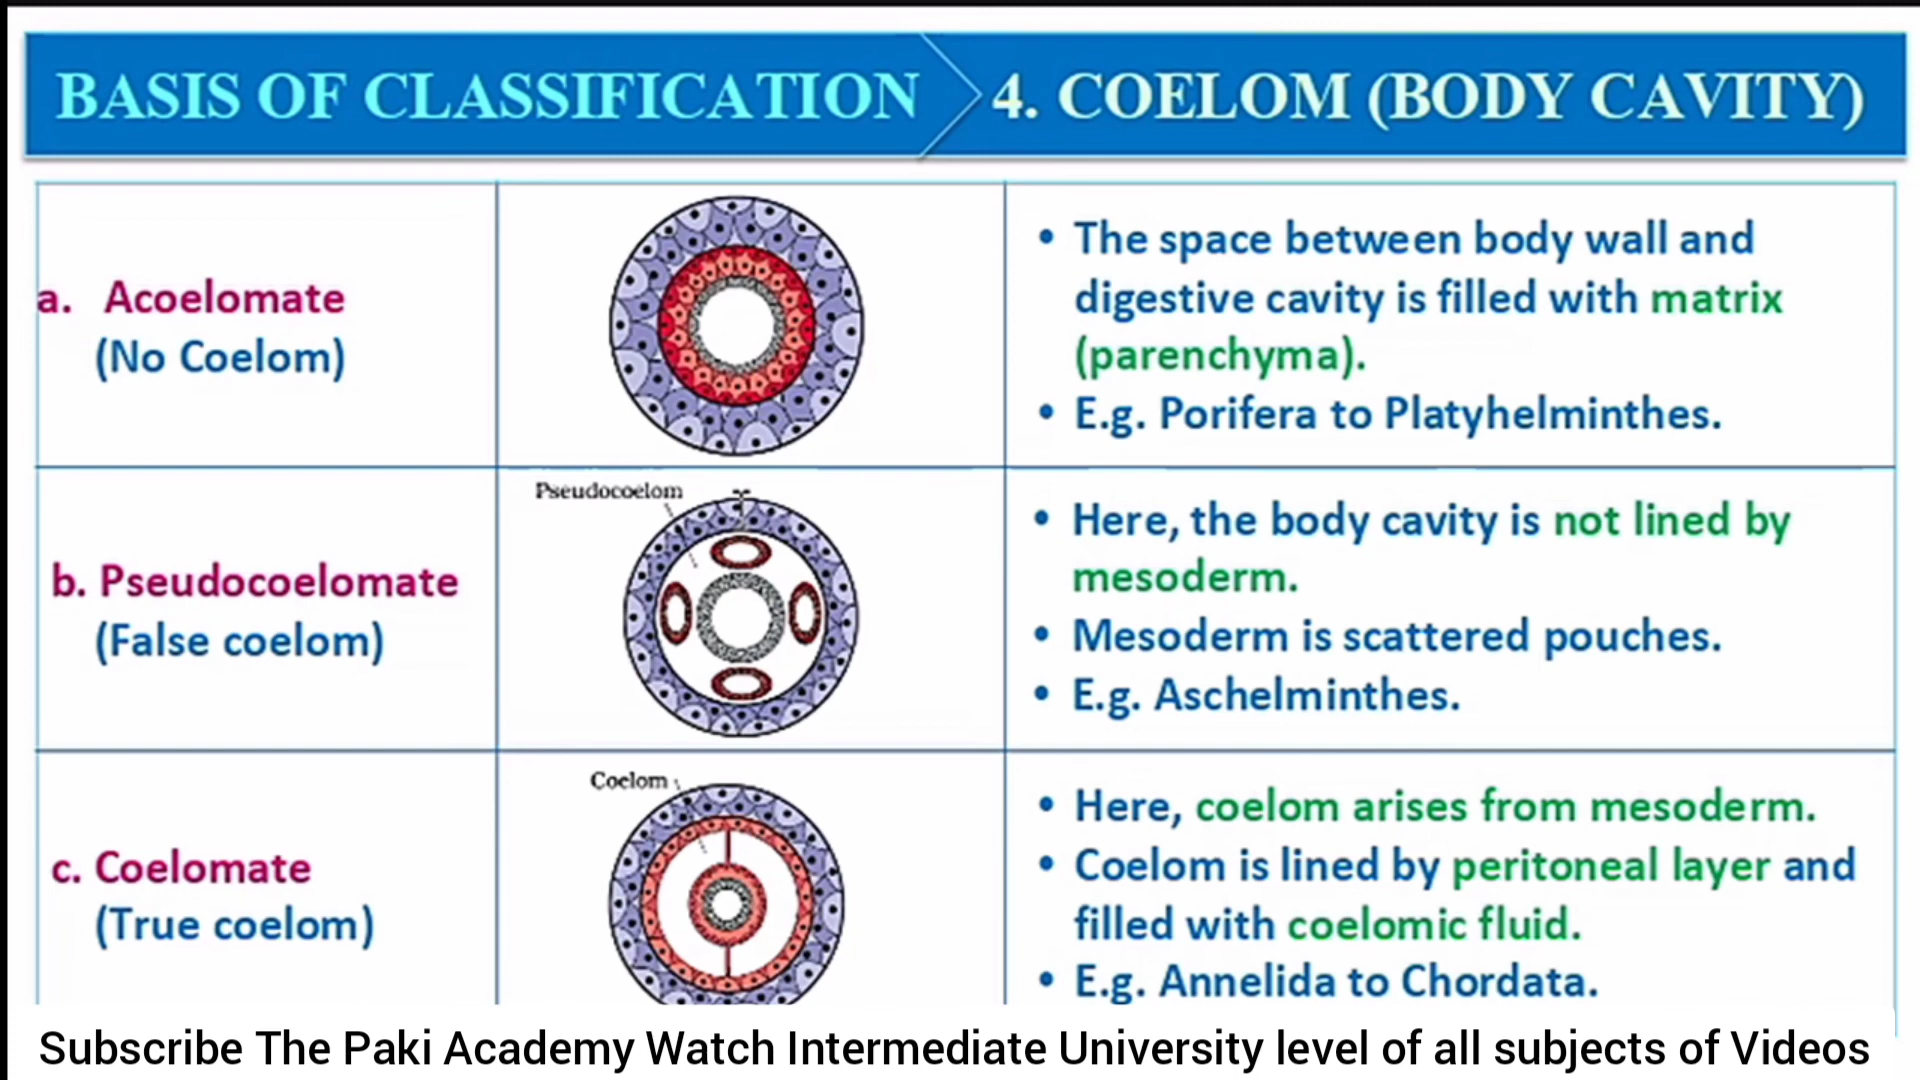 BASIS OF CLASSIFICATION
4. COELOM (BODY CAVITY)
a. Acoelomate
(No Coelom)
• The space between body wall and
digestive cavity is filled with matrix
(parenchyma).
• E.g. Porifera to Platyhelminthes.
b. Pseudocoelomate
(False coelom)
Pseudocoelom
• Here, the body cavity is not lined by
mesoderm.
• Mesoderm is scattered pouches.
• E.g. Aschelminthes.
c. Coelomate
(True coelom)
Coelom
• Here, coelom arises from mesoderm.
• Coelom is lined by peritoneal layer and
filled with coelomic fluid.
• E.g. Annelida to Chordata.
Subscribe The Paki Academy Watch Intermediate University level of all subjects of Videos